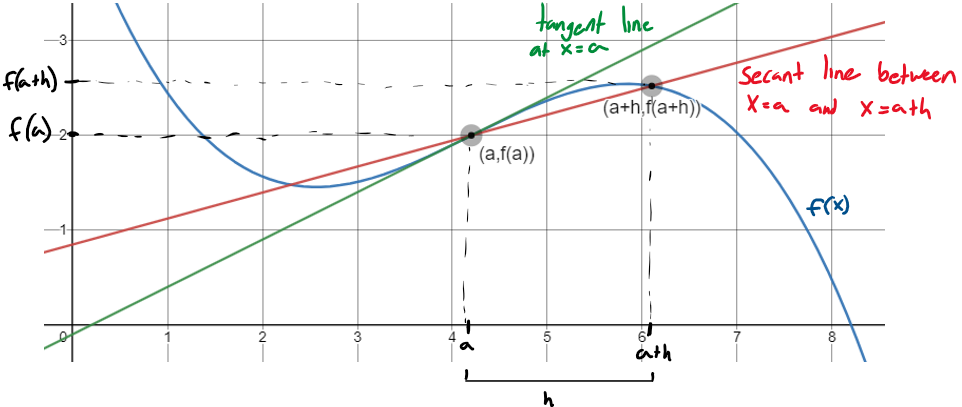 tangent line
at x=a
3
f(a+h)
Secant line between
x=a and x=a+h
(a+h,f(a+h))
f(a)
2
(a,f(a))
f(x)
1
0
1
2
3
4
5
6
7
8
a
a+h
h